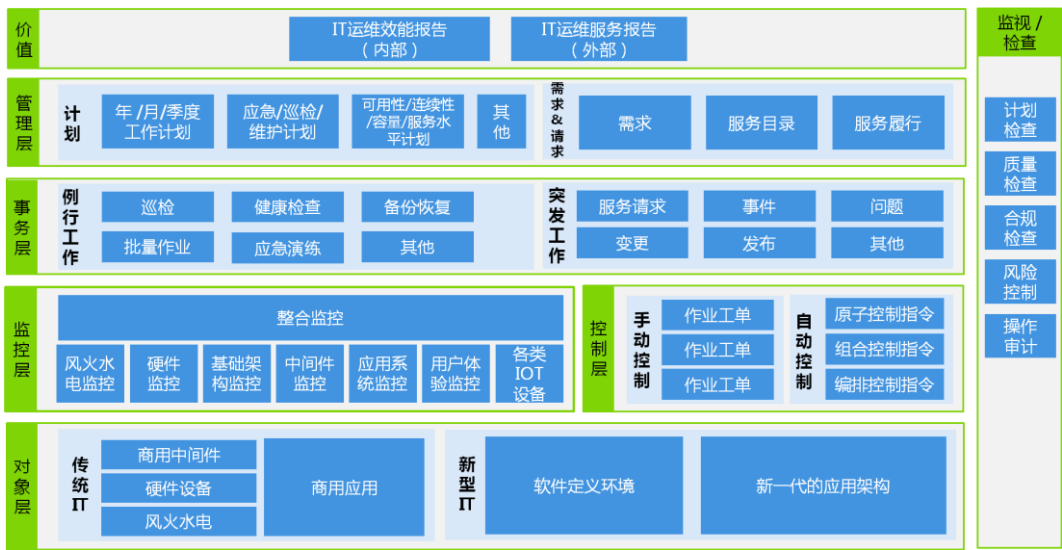 价
值
IT运维效能报告
（内部）
IT运维服务报告
（外部）
管
理
层
计
划
年 /月/季度
工作计划
应急/巡检/
维护计划
可用性/连续性
/容量/服务水
平计划
其
他
需
求
&
请
求
需求
服务目录
服务履行
事
务
层
例
行
工
作
巡检
健康检查
备份恢复
批量作业
应急演练
其他
突
发
工
作
服务请求
事件
问题
变更
发布
其他
监
控
层
整合监控
风火水
电监控
硬件
监控
基础架
构监控
中间件
监控
应用系
统监控
用户体
验监控
各类
IOT
设备
控
制
层
手
动
控
制
作业工单
作业工单
作业工单
自
动
控
制
原子控制指令
组合控制指令
编排控制指令
对
象
层
传
统
IT
商用中间件
硬件设备
风火水电
商用应用
新
型
IT
软件定义环境
新一代的应用架构
监视 /
检查
计划
检查
质量
检查
合规
检查
风险
控制
操作
审计